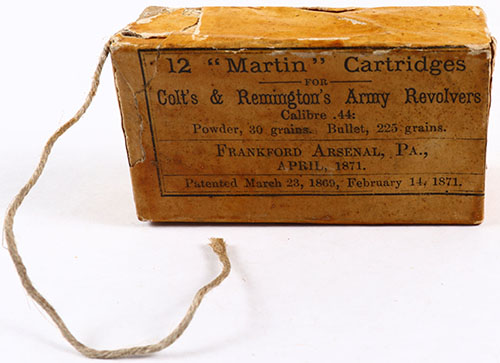 12 "Martin" Cartridges
FOR
Colt's & Remington's Army Revolvers
Calibre .44:
Powder, 30 grains. Bullet, 225 grains.
FRANKFORD ARSENAL, PA.,
APRIL, 1871.
Patented March 23, 1869, February 14, 1871.